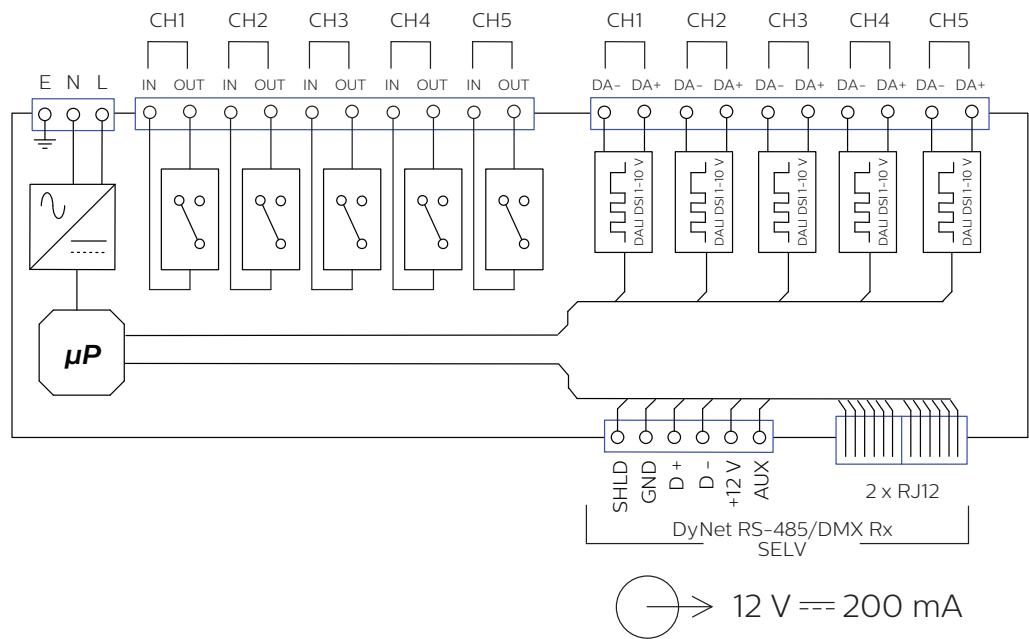 CH1 CH2 CH3 CH4 CH5 CH1 CH2 CH3 CH4 CH5
E N L IN OUT IN OUT IN OUT IN OUT IN OUT DA- DA+ DA- DA+ DA- DA+ DA- DA+ DA- DA+
DALI DSI 1-10 V
DALI DSI 1-10 V
DALI DSI 1-10 V
DALI DSI 1-10 V
DALI DSI 1-10 V
µP
SHLD
GND
D +
D -
+12 V
AUX
2 x RJ12
DyNet RS-485/DMX Rx
SELV
12 V ⎓ 200 mA